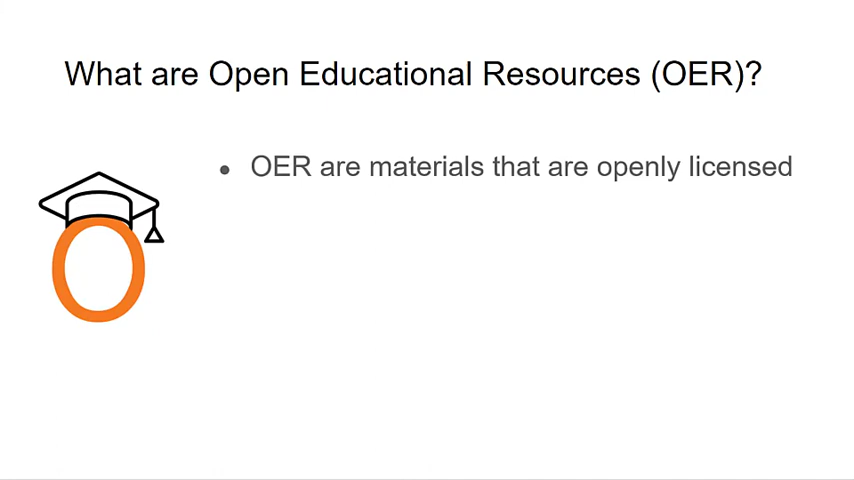 What are Open Educational Resources (OER)?
● OER are materials that are openly licensed